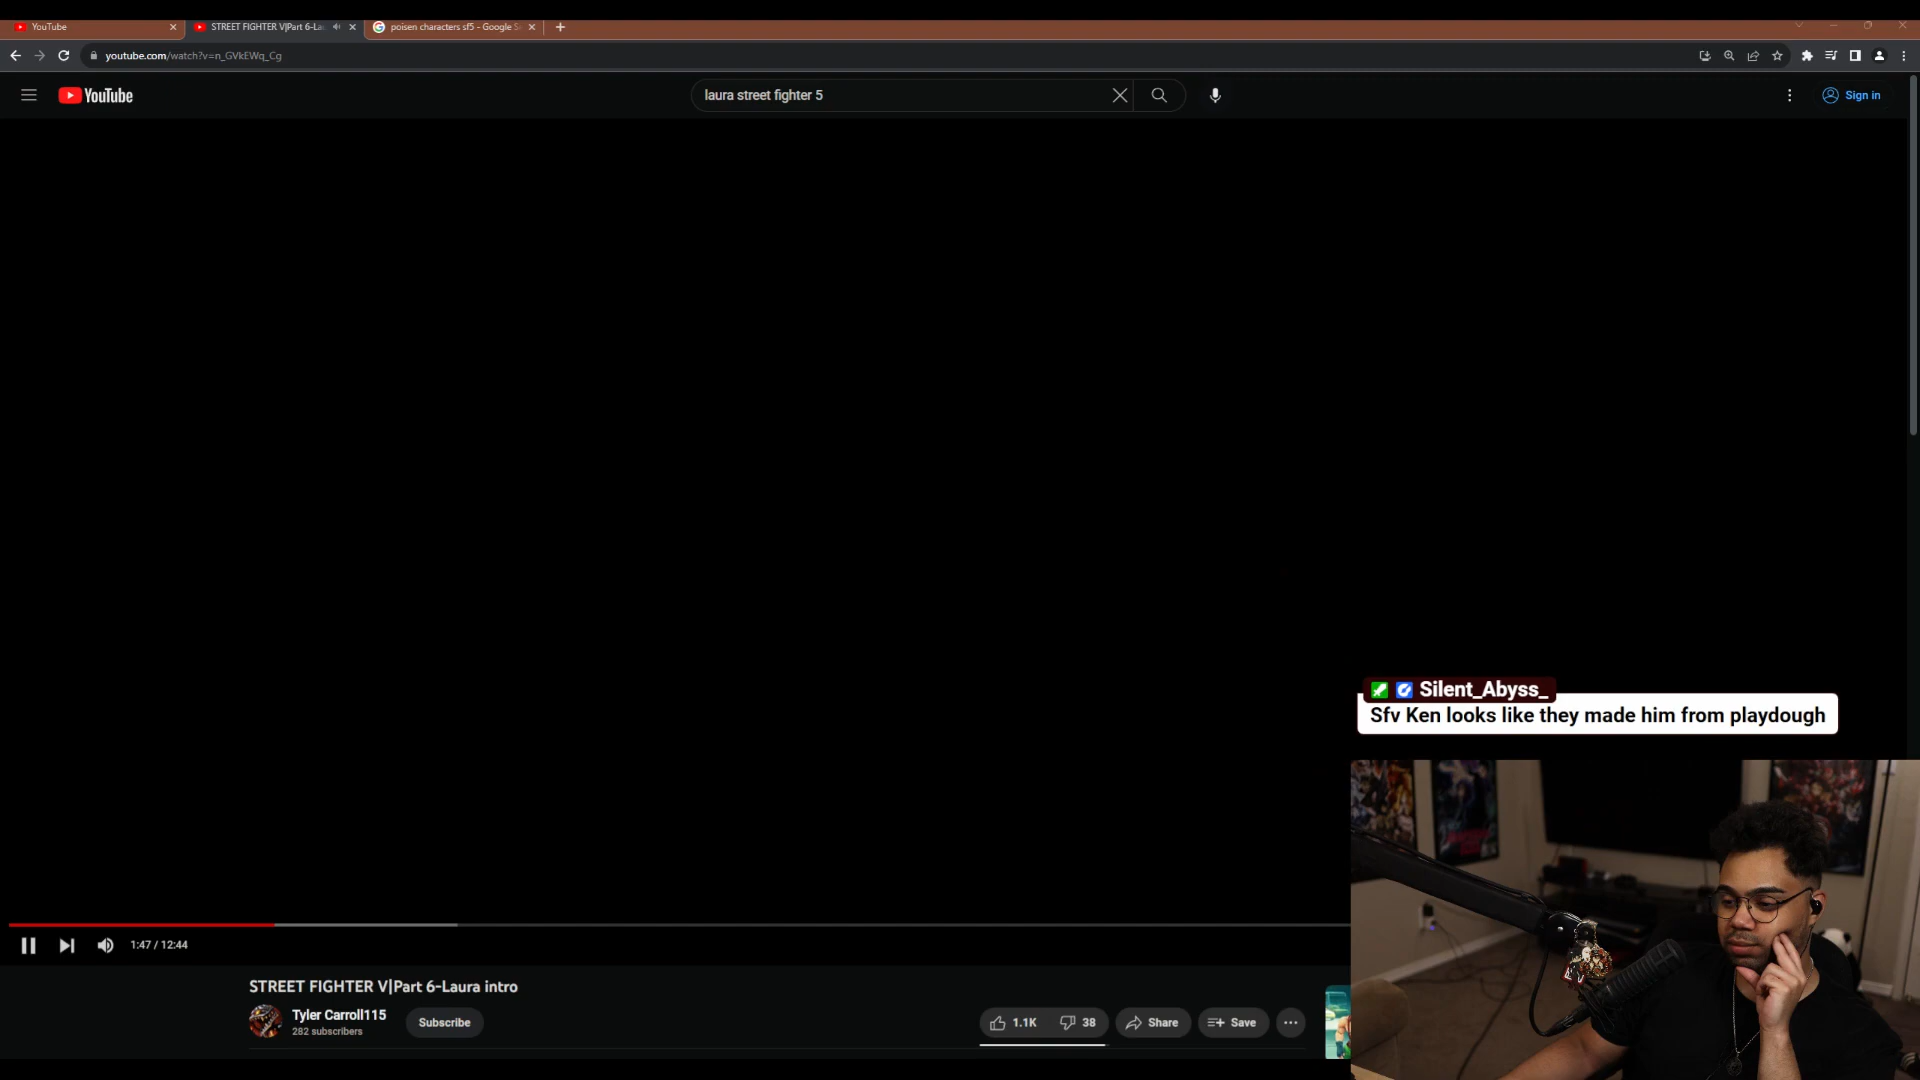 YouTube
STREET FIGHTER V|Part 6-La
poisen characters sf5 - Google S
youtube.com/watch?v=n_GVkEWq_Cg
YouTube
laura street fighter 5
Sign in
Silent_Abyss_
Sfv Ken looks like they made him from playdough
1:47 / 12:44
STREET FIGHTER V|Part 6-Laura intro
Tyler Carroll115
282 subscribers
Subscribe
1.1K
38
Share
Save